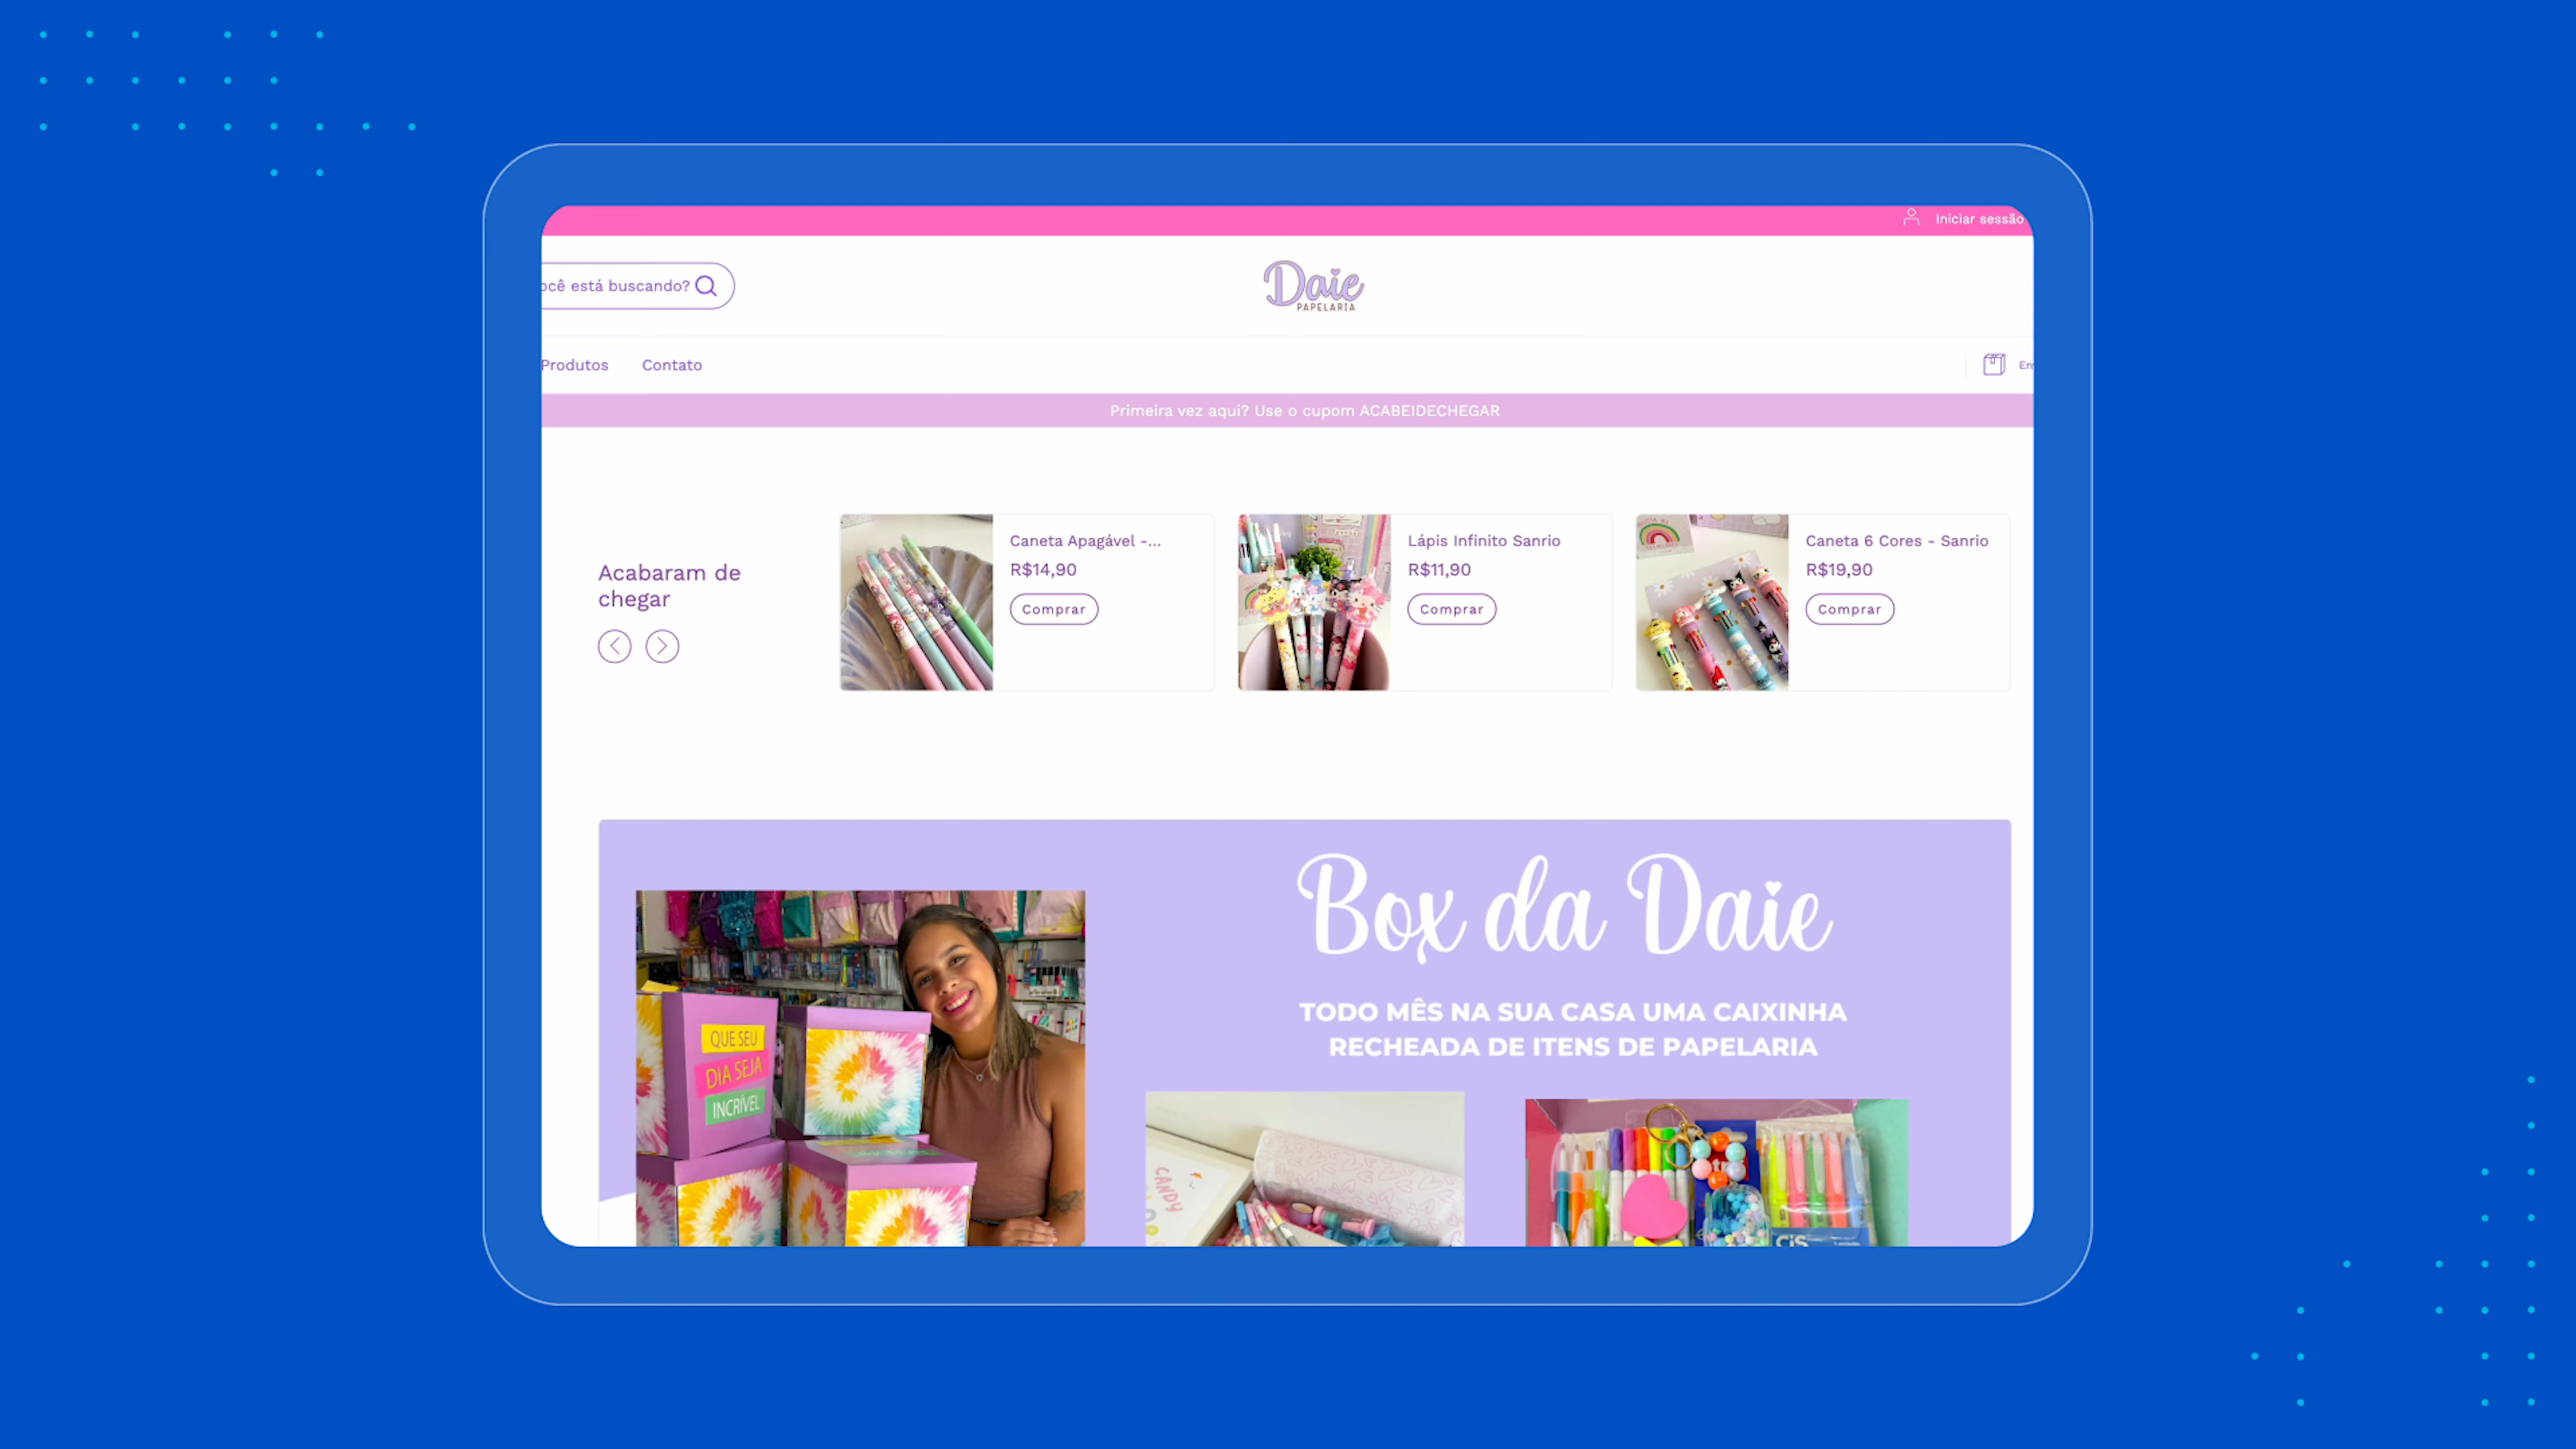 Iniciar sessão
ocê está buscando?
Daie
PAPELARIA
Produtos
Contato
Primeira vez aqui? Use o cupom ACABEIDECHEGAR
Acabaram de
chegar
Caneta Apagável -...
R$14,90
Comprar
Lápis Infinito Sanrio
R$11,90
Comprar
Caneta 6 Cores - Sanrio
R$19,90
Comprar
Box da Daie
TODO MÊS NA SUA CASA UMA CAIXINHA
RECHEADA DE ITENS DE PAPELARIA
QUE SEU
DIA SEJA
INCRÍVEL
CANDY
CiS